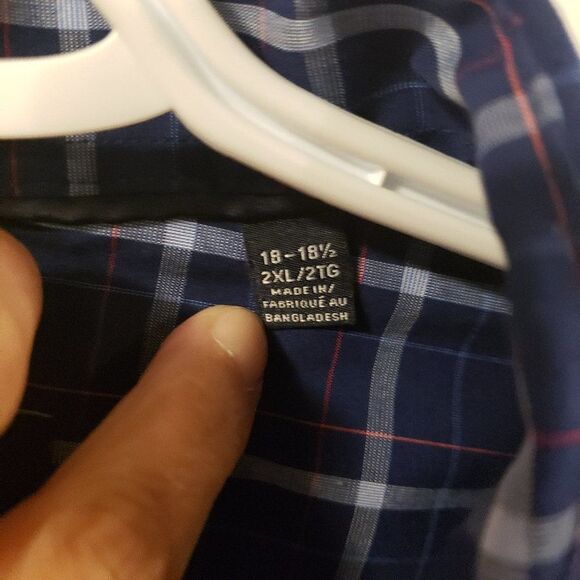 18-18½
2XL/2TG
MADE IN/
FABRIQUÉ AU
BANGLADESH